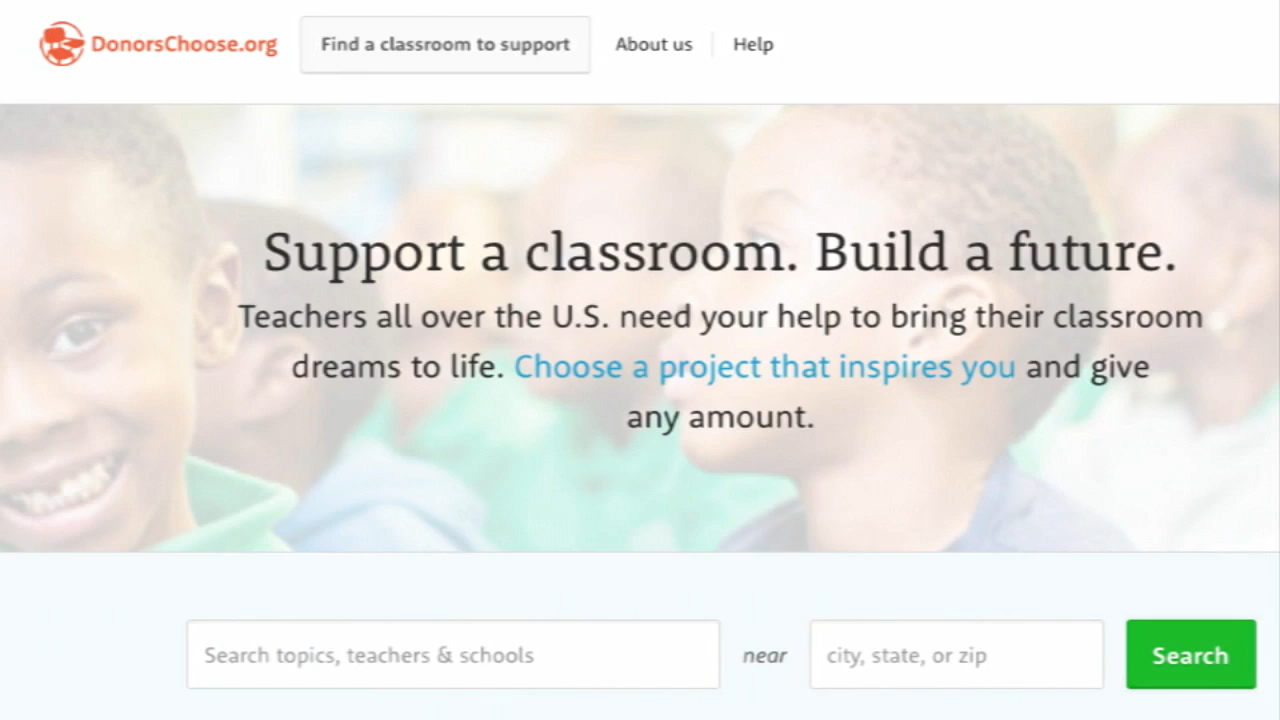 DonorsChoose.org
Find a classroom to support
About us
Help
Support a classroom. Build a future.
Teachers all over the U.S. need your help to bring their classroom
dreams to life. Choose a project that inspires you and give
any amount.
Search topics, teachers & schools
near
city, state, or zip
Search